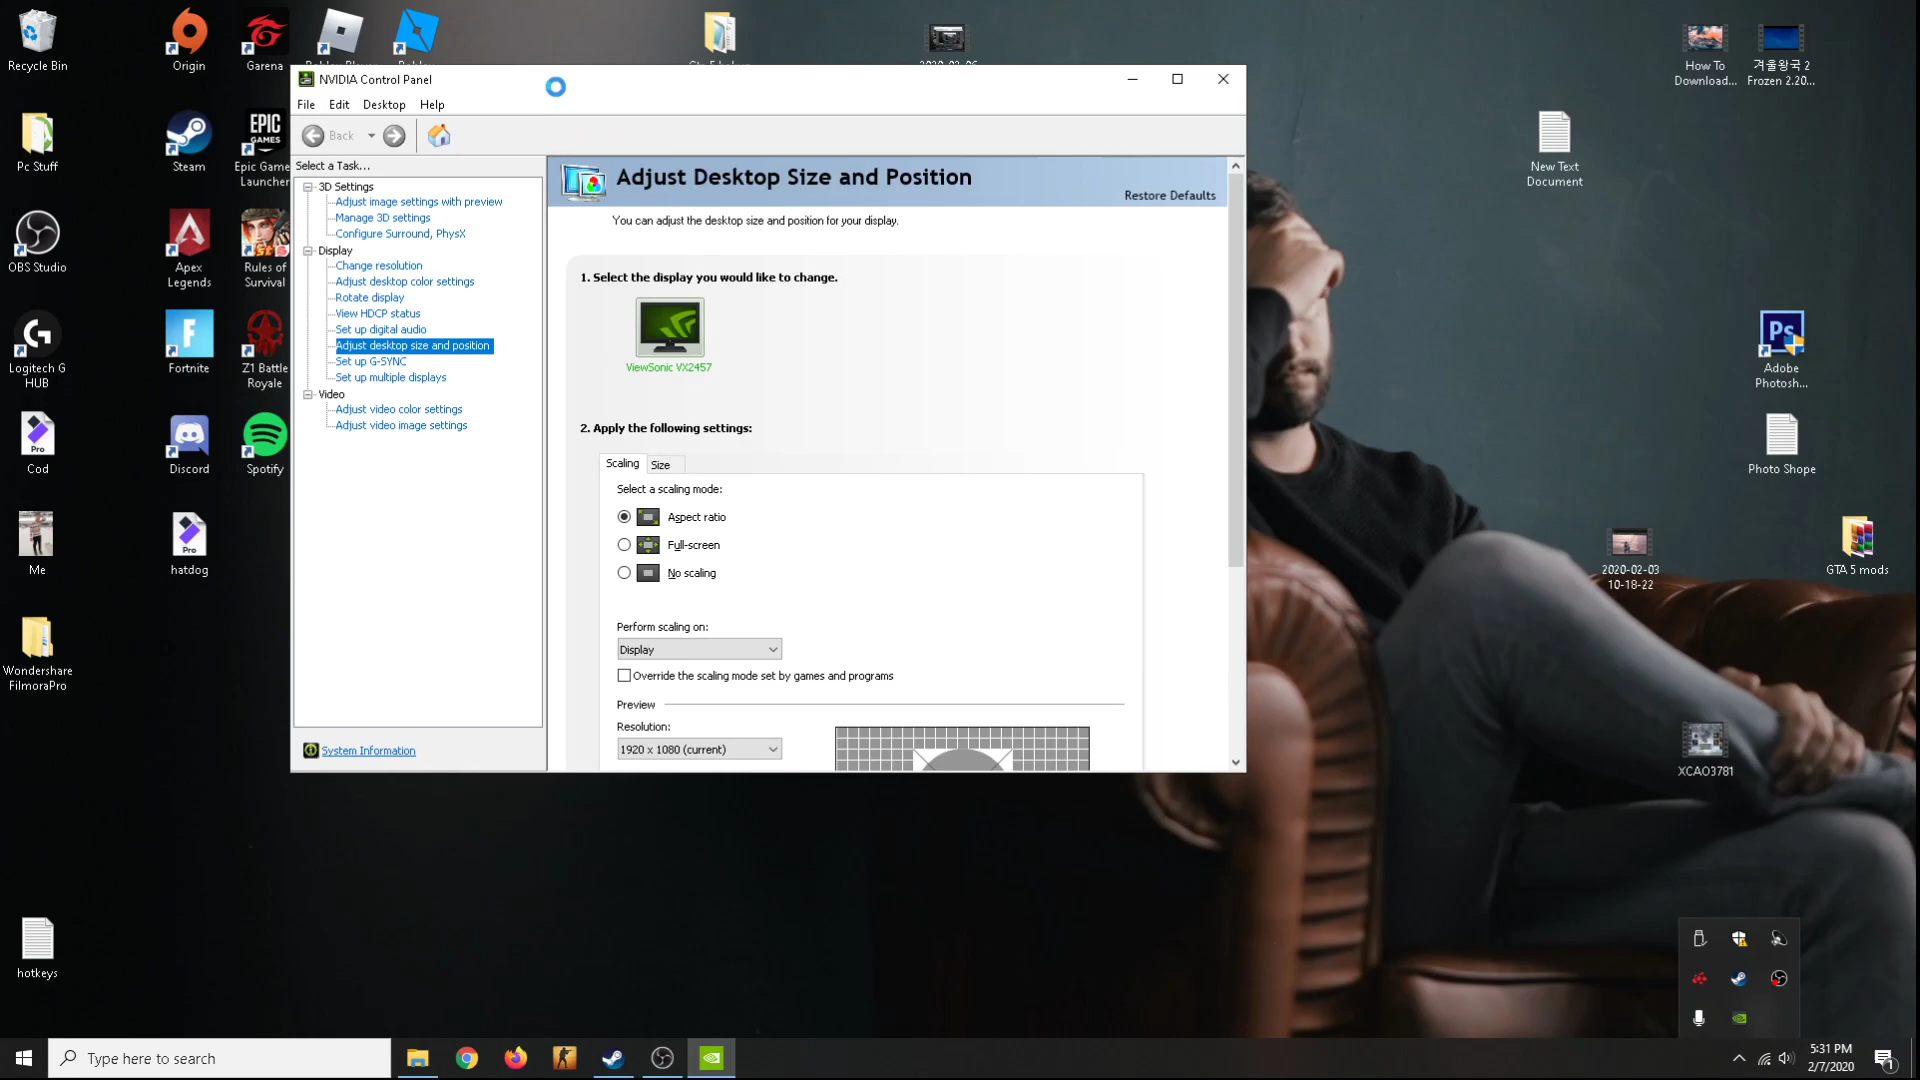 Recycle Bin
Origin
Garena
How To
Download...
겨울왕국 2
Frozen 2.20...
NVIDIA Control Panel
File Edit Desktop Help
Back
Pc Stuff
Steam
Epic Game
Launcher
EPIC
GAMES
New Text
Document
Select a Task...
3D Settings
Adjust image settings with preview
Manage 3D settings
Configure Surround, PhysX
Display
Change resolution
Adjust desktop color settings
Rotate display
View HDCP status
Set up digital audio
Adjust desktop size and position
Set up G-SYNC
Set up multiple displays
Video
Adjust video color settings
Adjust video image settings
System Information
Adjust Desktop Size and Position
Restore Defaults
You can adjust the desktop size and position for your display.
1. Select the display you would like to change.
ViewSonic VX2457
2. Apply the following settings:
Scaling Size
Select a scaling mode:
Aspect ratio
Full-screen
No scaling
Perform scaling on:
Display
Override the scaling mode set by games and programs
Preview
Resolution:
1920 x 1080 (current)
OBS Studio
Apex
Legends
Rules of
Survival
Logitech G
HUB
Fortnite
Z1 Battle
Royale
Ps
Adobe
Photosh...
Pro
Cod
Discord
Spotify
Photo Shope
Me
Pro
hatdog
2020-02-03
10-18-22
GTA 5 mods
Wondershare
FilmoraPro
XCAO3781
hotkeys
Type here to search
5:31 PM
2/7/2020
1